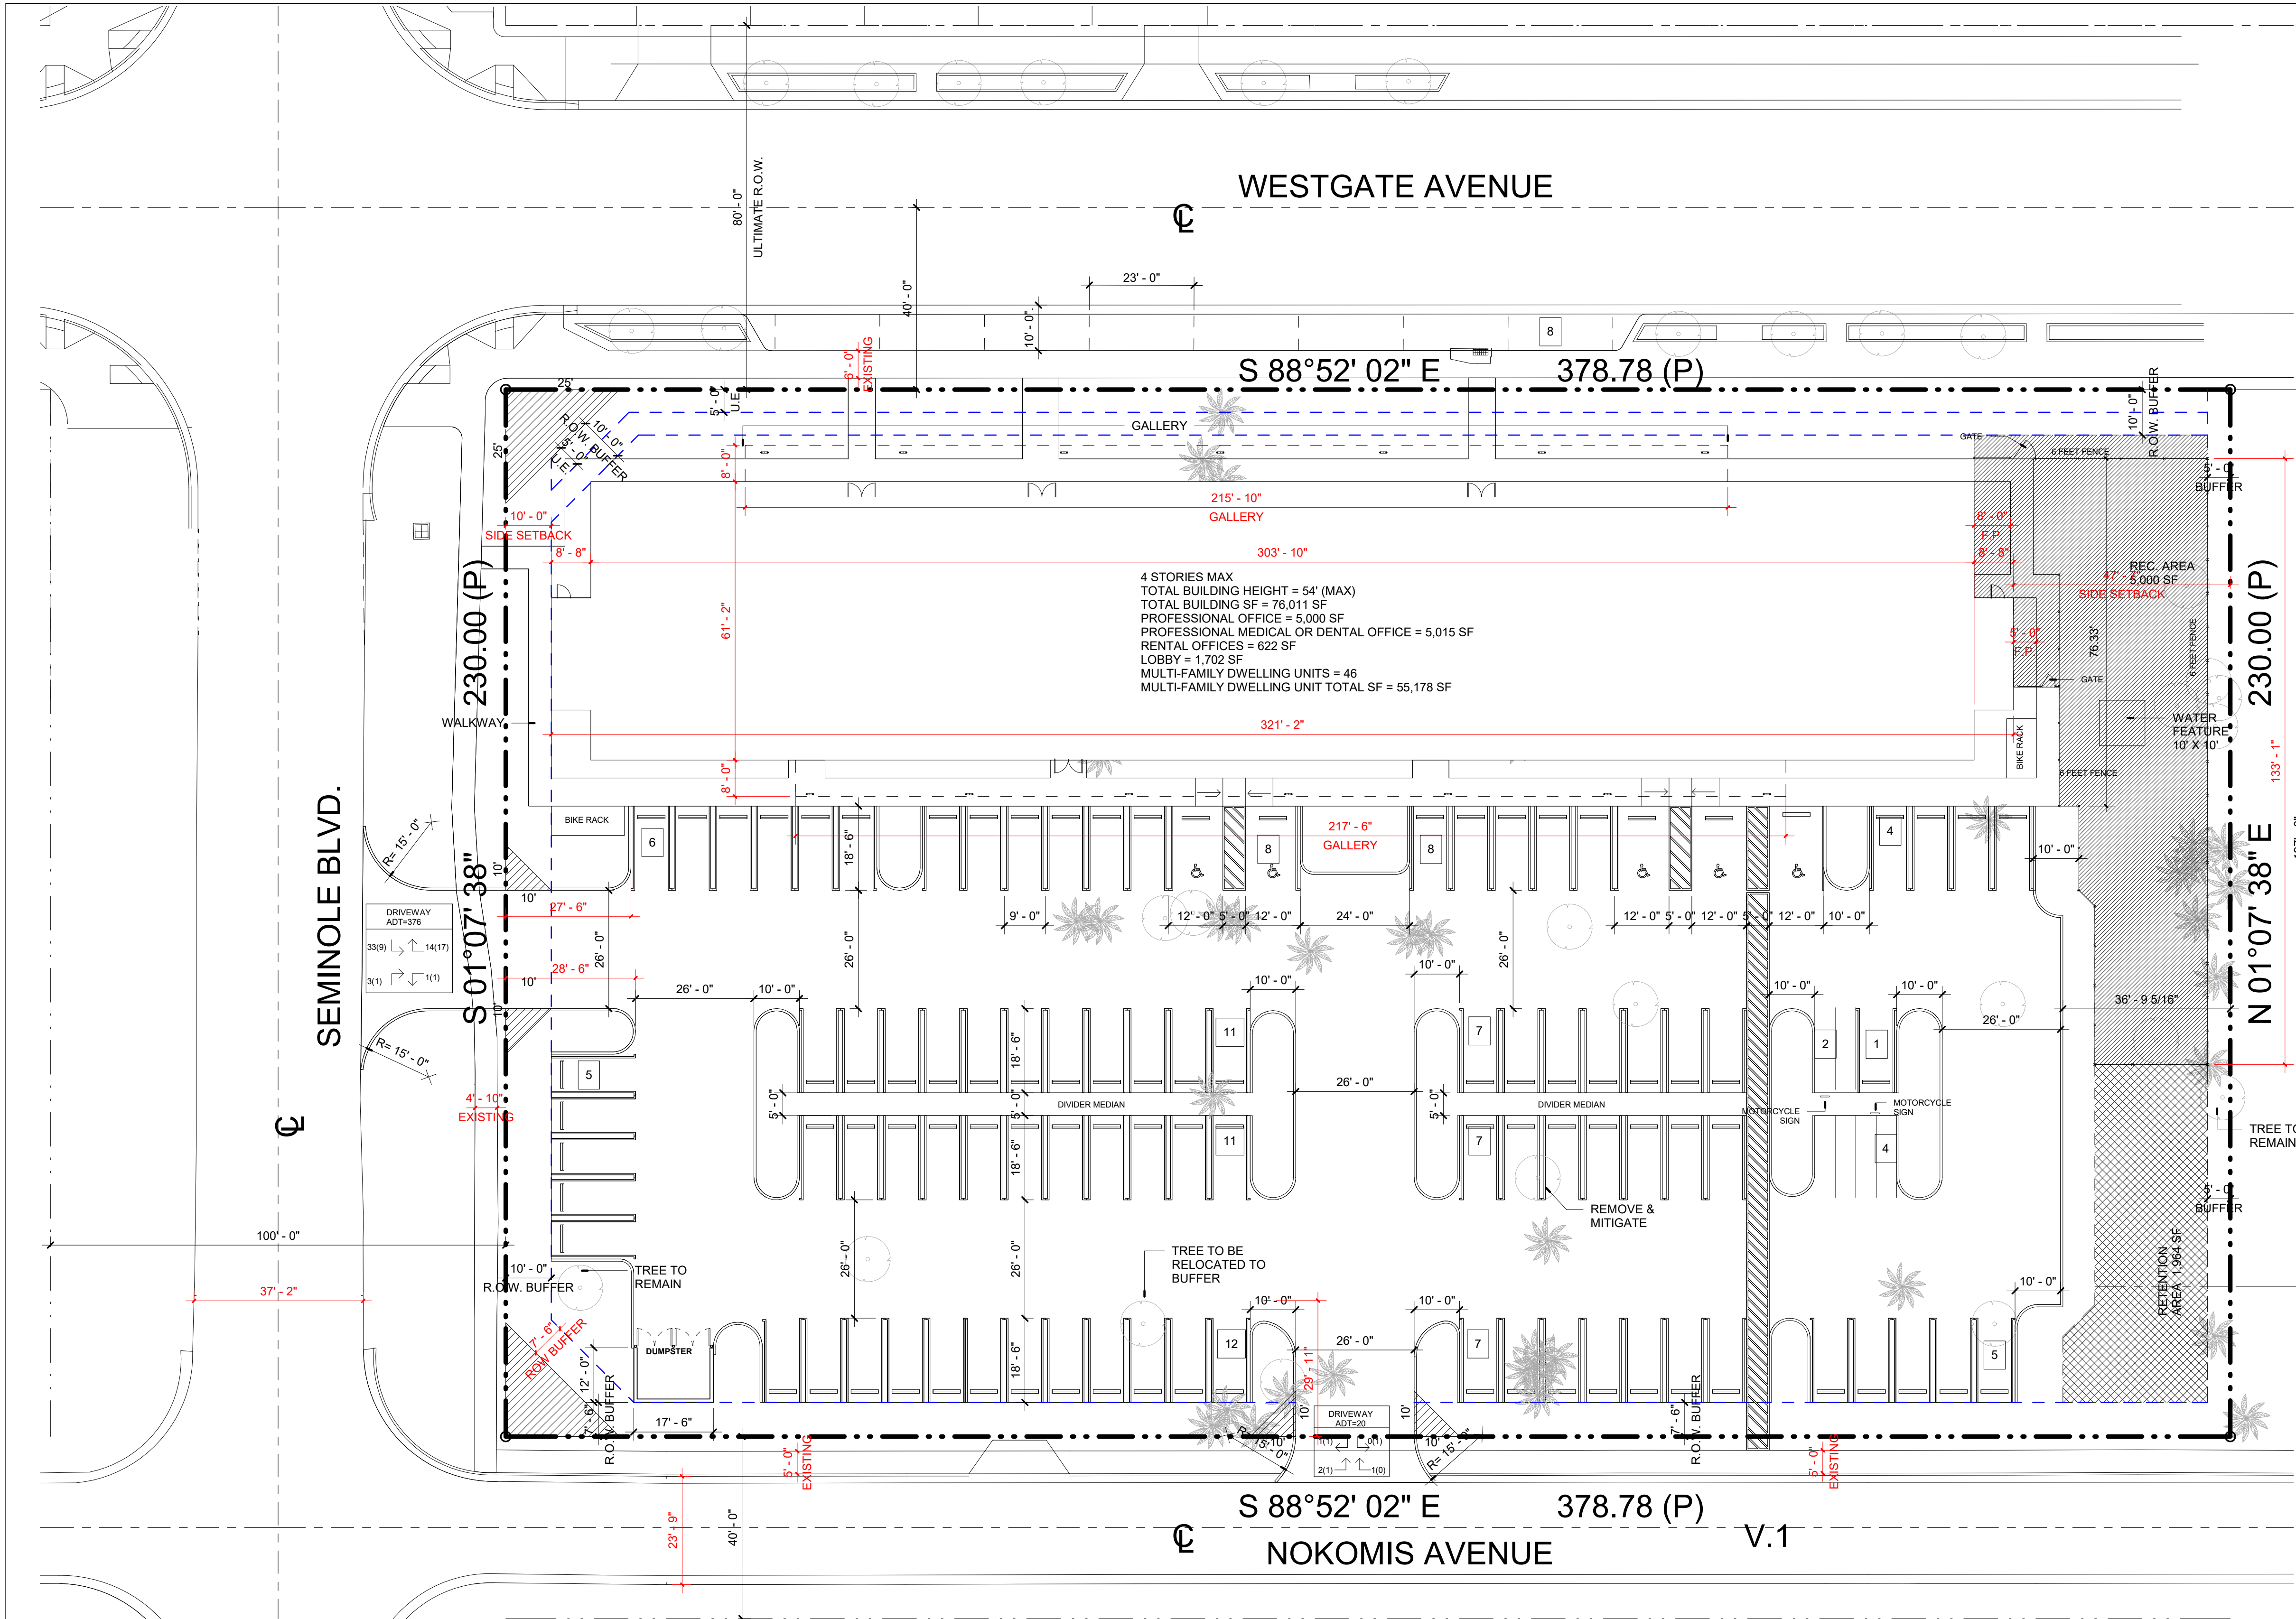 80' - 0"
ULTIMATE R.O.W.
WESTGATE AVENUE
℄
40' - 0"
23' - 0"
10' - 0"
8
6' - 0"
EXISTING
S 88°52' 02" E 378.78 (P)
25'
25'
5' - 0"
U.E.
10' - 0"
R.O.W. BUFFER
5' - 0"
U.E.
GALLERY
10' - 0"
R.O.W. BUFFER
GATE
6 FEET FENCE
5' - 0"
BUFFER
8' - 0"
215' - 10"
GALLERY
10' - 0"
SIDE SETBACK
8' - 8"
303' - 10"
8' - 0"
F.P.
8' - 8"
REC. AREA
5,000 SF
47' - 7"
SIDE SETBACK
4 STORIES MAX
TOTAL BUILDING HEIGHT = 54' (MAX)
TOTAL BUILDING SF = 76,011 SF
PROFESSIONAL OFFICE = 5,000 SF
PROFESSIONAL MEDICAL OR DENTAL OFFICE = 5,015 SF
RENTAL OFFICES = 622 SF
LOBBY = 1,702 SF
MULTI-FAMILY DWELLING UNITS = 46
MULTI-FAMILY DWELLING UNIT TOTAL SF = 55,178 SF
61' - 2"
5' - 0"
F.P.
76.33'
6 FEET FENCE
GATE
S 01°07' 38" 230.00 (P)
N 01°07' 38" E 230.00 (P)
WALKWAY
321' - 2"
WATER
FEATURE
10' X 10'
BIKE RACK
6 FEET FENCE
133' - 1"
8' - 0"
SEMINOLE BLVD.
℄
BIKE RACK
6
18' - 6"
8
217' - 6"
GALLERY
8
4
10' - 0"
R= 15' - 0"
10'
10'
27' - 6"
9' - 0"
12' - 0" 5' - 0" 12' - 0"
24' - 0"
12' - 0" 5' - 0" 12' - 0" 5' - 0" 12' - 0"
10' - 0"
DRIVEWAY
ADT=376
33(9) 14(17)
3(1) 1(1)
26' - 0"
26' - 0"
26' - 0"
28' - 6"
10'
10'
26' - 0"
10' - 0"
10' - 0"
10' - 0"
10' - 0"
10' - 0"
26' - 0"
36' - 9 5/16"
R= 15' - 0"
5
18' - 6"
11
7
2
1
4' - 10"
EXISTING
5' - 0"
5' - 0"
DIVIDER MEDIAN
26' - 0"
5' - 0"
DIVIDER MEDIAN
MOTORCYCLE
SIGN
MOTORCYCLE
SIGN
18' - 6"
11
7
4
TREE TO
REMAIN
5' - 0"
BUFFER
100' - 0"
37' - 2"
10' - 0"
R.O.W. BUFFER
TREE TO
REMAIN
26' - 0"
26' - 0"
TREE TO BE
RELOCATED TO
BUFFER
REMOVE &
MITIGATE
RETENTION
AREA 1,964 SF
10' - 0"
7' - 6"
ROW BUFFER
DUMPSTER
12' - 0"
7' - 6"
R.O.W. BUFFER
17' - 6"
18' - 6"
12
10' - 0"
26' - 0"
10' - 0"
29' - 11"
7
5
10'
10'
10'
10'
R= 15' - 0"
R= 15' - 0"
DRIVEWAY
ADT=20
1(1) 0(1)
2(1) 1(0)
7' - 6"
R.O.W. BUFFER
5' - 0"
EXISTING
5' - 0"
EXISTING
23' - 9"
40' - 0"
S 88°52' 02" E 378.78 (P)
℄
V.1
NOKOMIS AVENUE